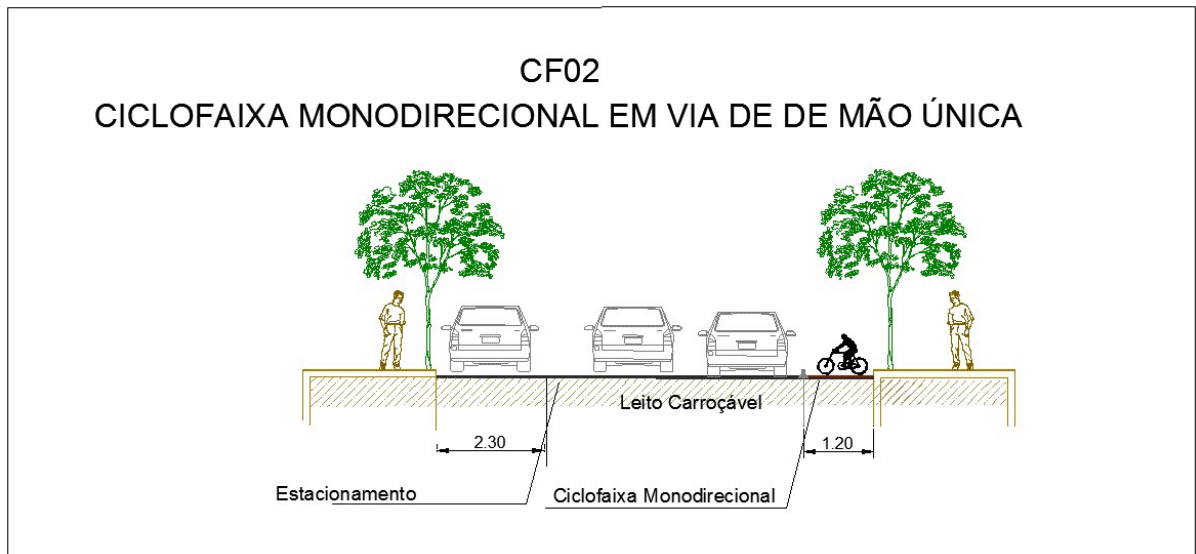 CF02
CICLOFAIXA MONODIRECIONAL EM VIA DE DE MÃO ÚNICA
Leito Carroçável
2.30
1.20
Estacionamento
Ciclofaixa Monodirecional